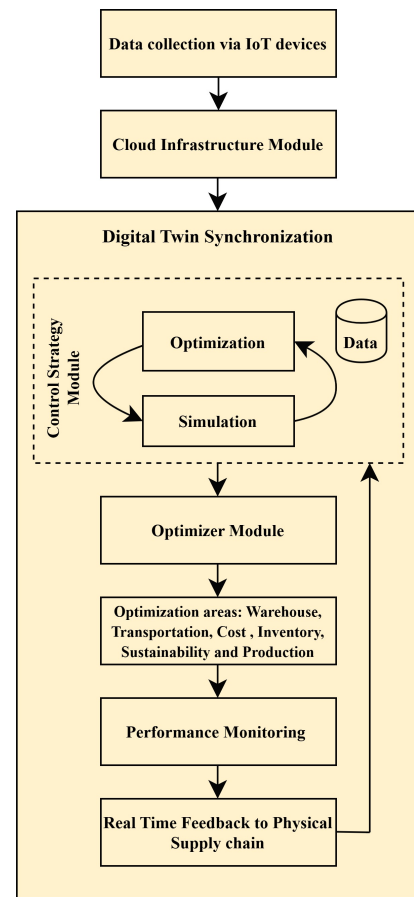 Data collection via IoT devices
Cloud Infrastructure Module
Digital Twin Synchronization
Control Strategy
Module
Optimization
Data
Simulation
Optimizer Module
Optimization areas: Warehouse,
Transportation, Cost , Inventory,
Sustainability and Production
Performance Monitoring
Real Time Feedback to Physical
Supply chain